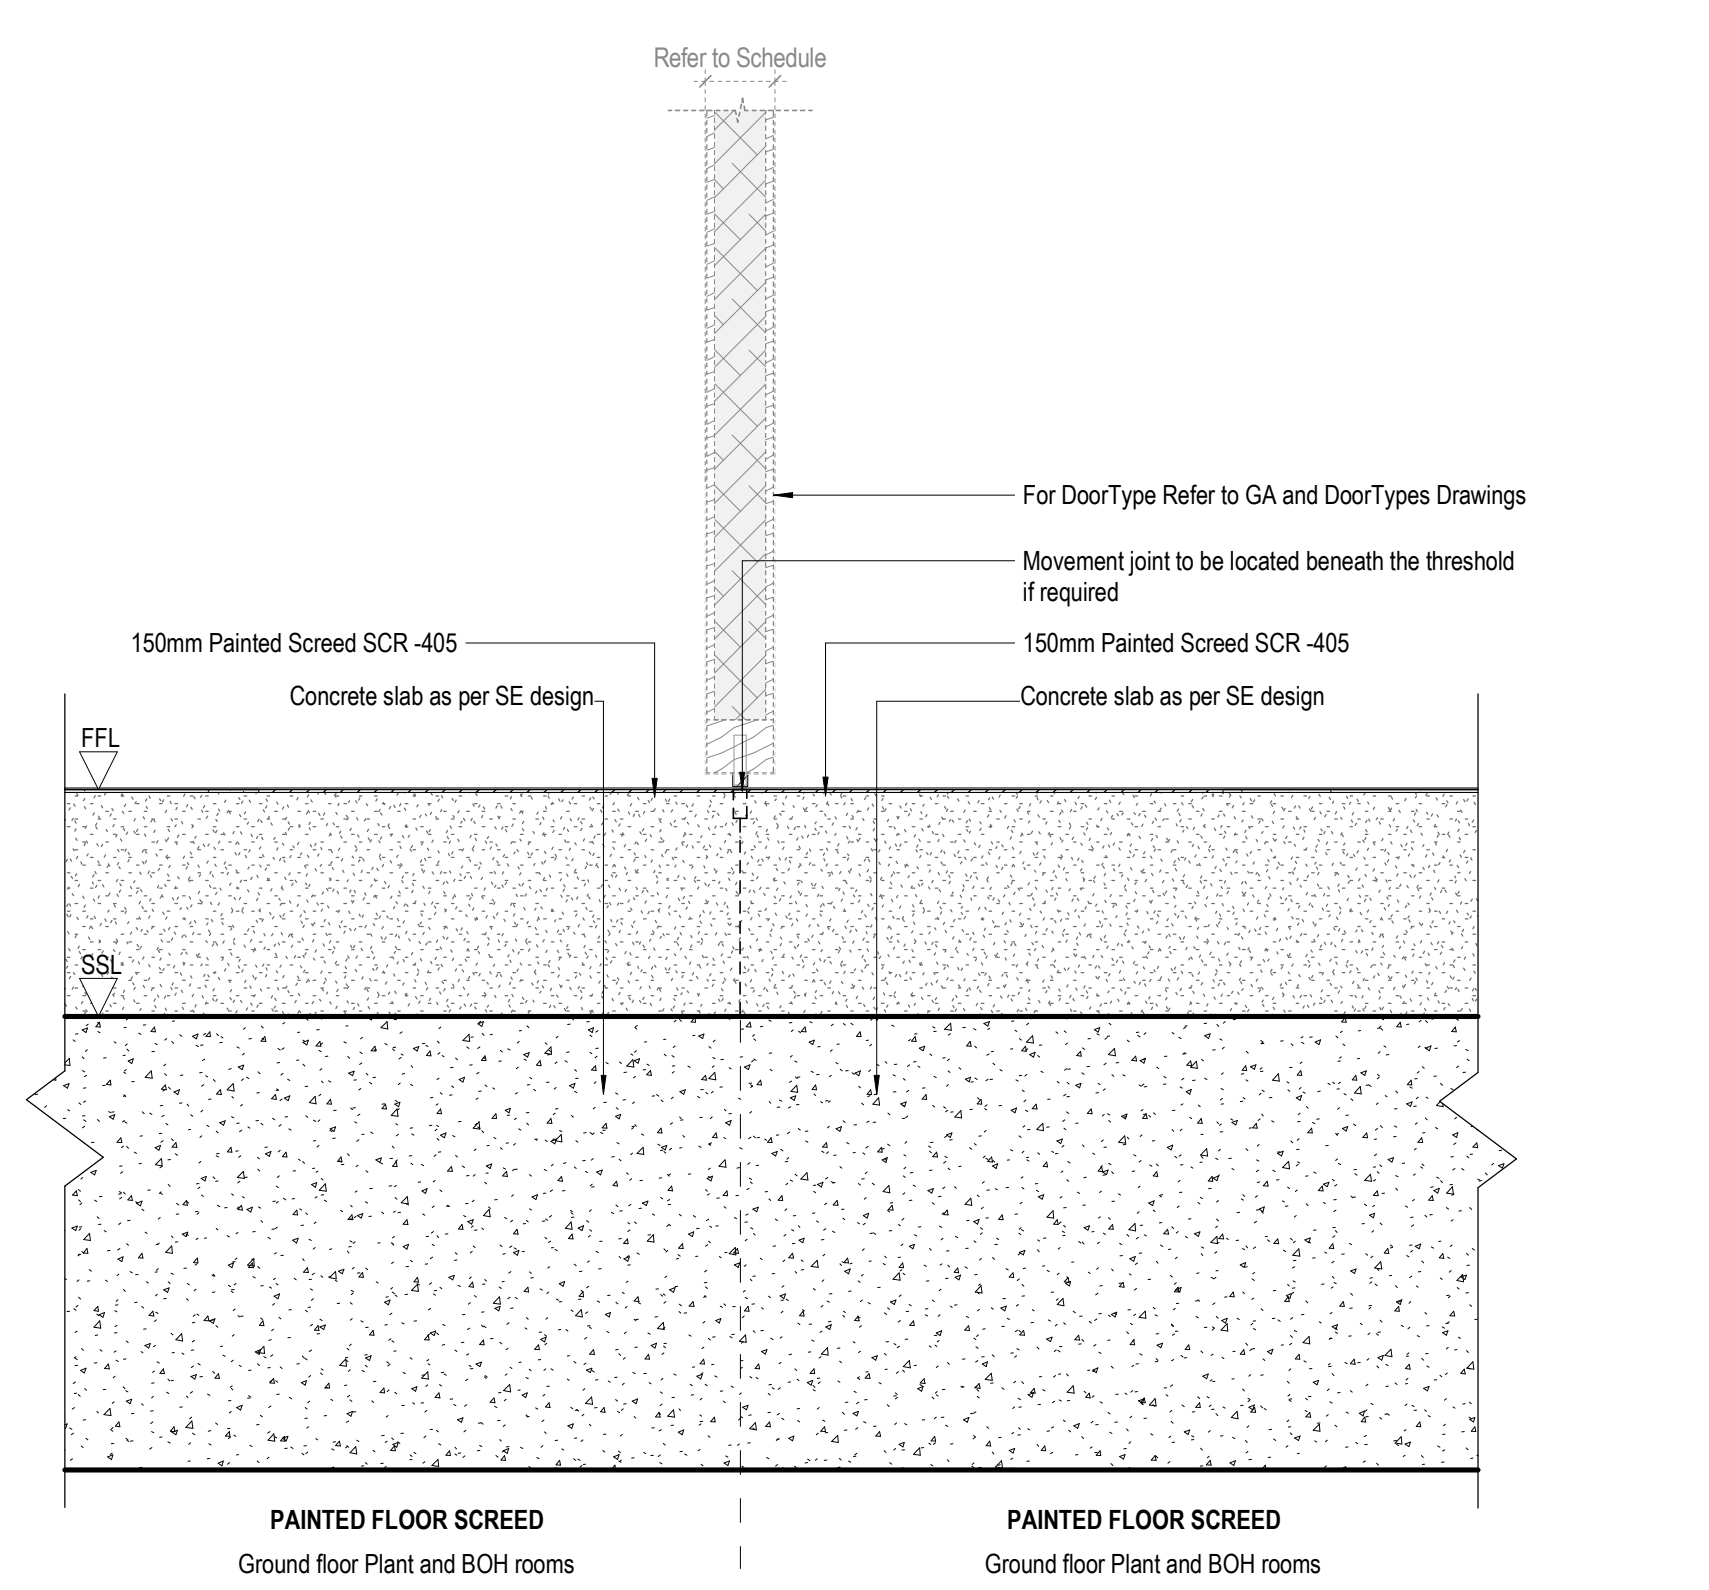 Refer to Schedule
For DoorType Refer to GA and DoorTypes Drawings
Movement joint to be located beneath the threshold
if required
150mm Painted Screed SCR -405
150mm Painted Screed SCR -405
Concrete slab as per SE design
Concrete slab as per SE design
FFL
SSL
PAINTED FLOOR SCREED
Ground floor Plant and BOH rooms
PAINTED FLOOR SCREED
Ground floor Plant and BOH rooms